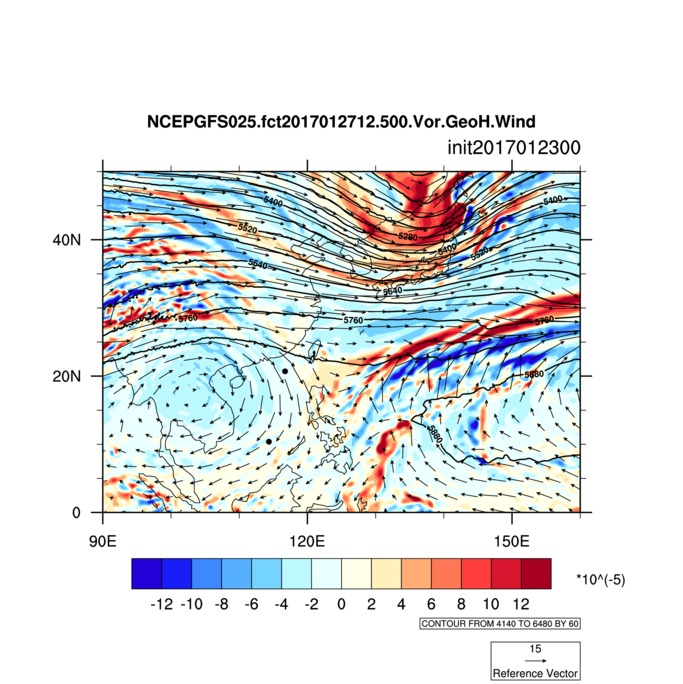 NCEPGFS025.fct2017012712.500.Vor.GeoH.Wind
init2017012300
5400
5400
5520
5280
5400
5520
40N
5640
5640
5760
5760
5760
20N
5880
5880
0
90E 120E 150E
-12 -10 -8 -6 -4 -2 0 2 4 6 8 10 12
*10^(-5)
CONTOUR FROM 4140 TO 6480 BY 60
15
Reference Vector